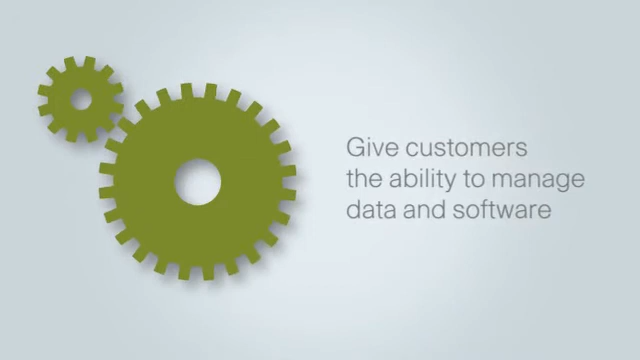 Give customers
the ability to manage
data and software